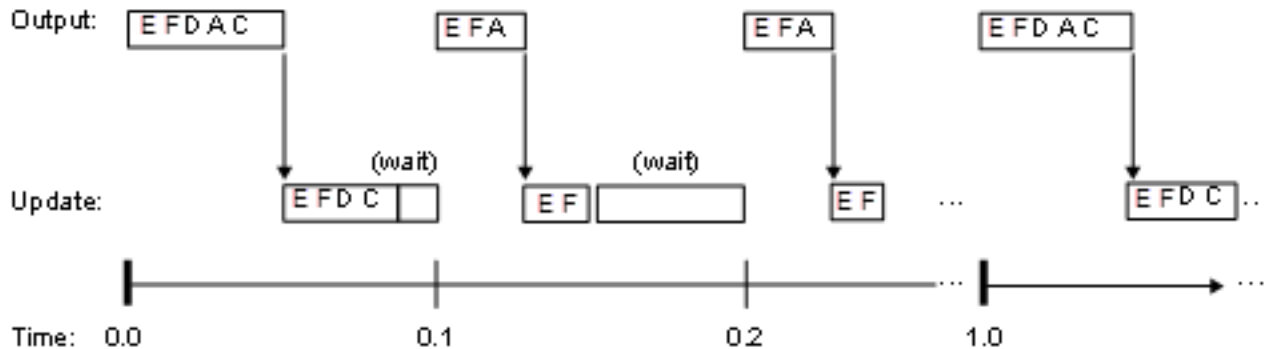 Output: E F D A C E F A E F A E F D A C
(wait) (wait)
Update: E F D C E F E F ... E F D C ..
... ...
Time: 0.0 0.1 0.2 1.0